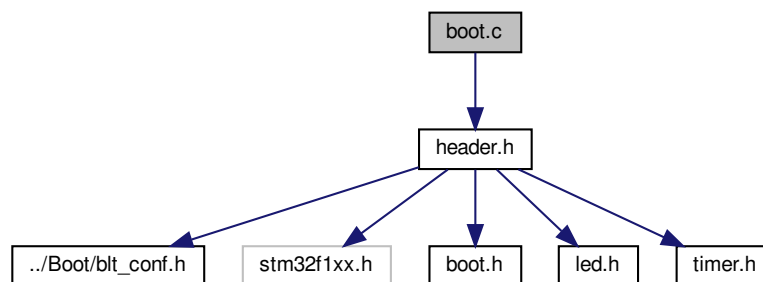 boot.c
header.h
../Boot/blt_conf.h
stm32f1xx.h
boot.h
led.h
timer.h